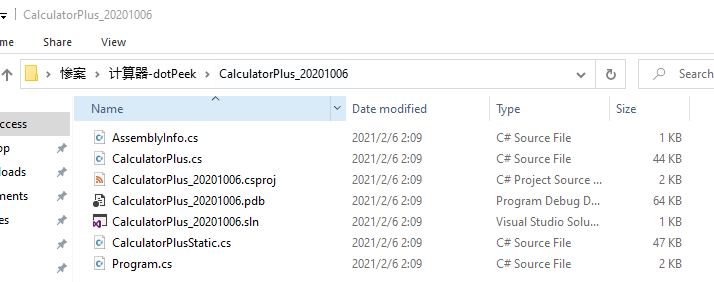 CalculatorPlus_20201006
Share View
惨案 计算器-dotPeek CalculatorPlus_20201006 Search
Name Date modified Type Size
AssemblyInfo.cs 2021/2/6 2:09 C# Source File 1 KB
CalculatorPlus.cs 2021/2/6 2:09 C# Source File 44 KB
CalculatorPlus_20201006.csproj 2021/2/6 2:09 C# Project Source ... 2 KB
CalculatorPlus_20201006.pdb 2021/2/6 2:09 Program Debug D... 64 KB
CalculatorPlus_20201006.sln 2021/2/6 2:09 Visual Studio Solu... 1 KB
CalculatorPlusStatic.cs 2021/2/6 2:09 C# Source File 47 KB
Program.cs 2021/2/6 2:09 C# Source File 2 KB
ccess
op
loads
ments
es